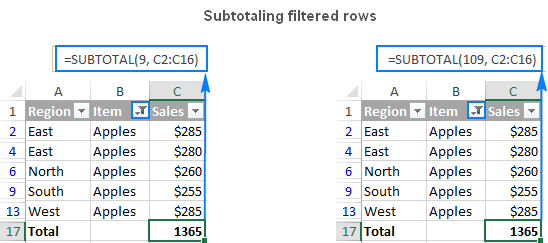 Subtotaling filtered rows
=SUBTOTAL(9, C2:C16) =SUBTOTAL(109, C2:C16)
A B C A B C
1 Region Item Sales 1 Region Item Sales
2 East Apples $285 2 East Apples $285
4 East Apples $280 4 East Apples $280
6 North Apples $260 6 North Apples $260
9 South Apples $255 9 South Apples $255
13 West Apples $285 13 West Apples $285
17 Total 1365 17 Total 1365